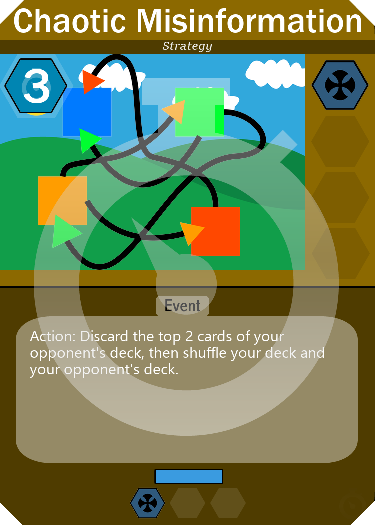 Chaotic Misinformation
Strategy
3
Event
Action: Discard the top 2 cards of your
opponent's deck, then shuffle your deck and
your opponent's deck.